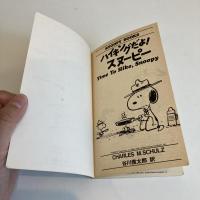 SNOOPY BOOKS
ハイキングだよ!
スヌーピー
Time To Hike, Snoopy
CHARLES M. SCHULZ
谷川俊太郎 訳